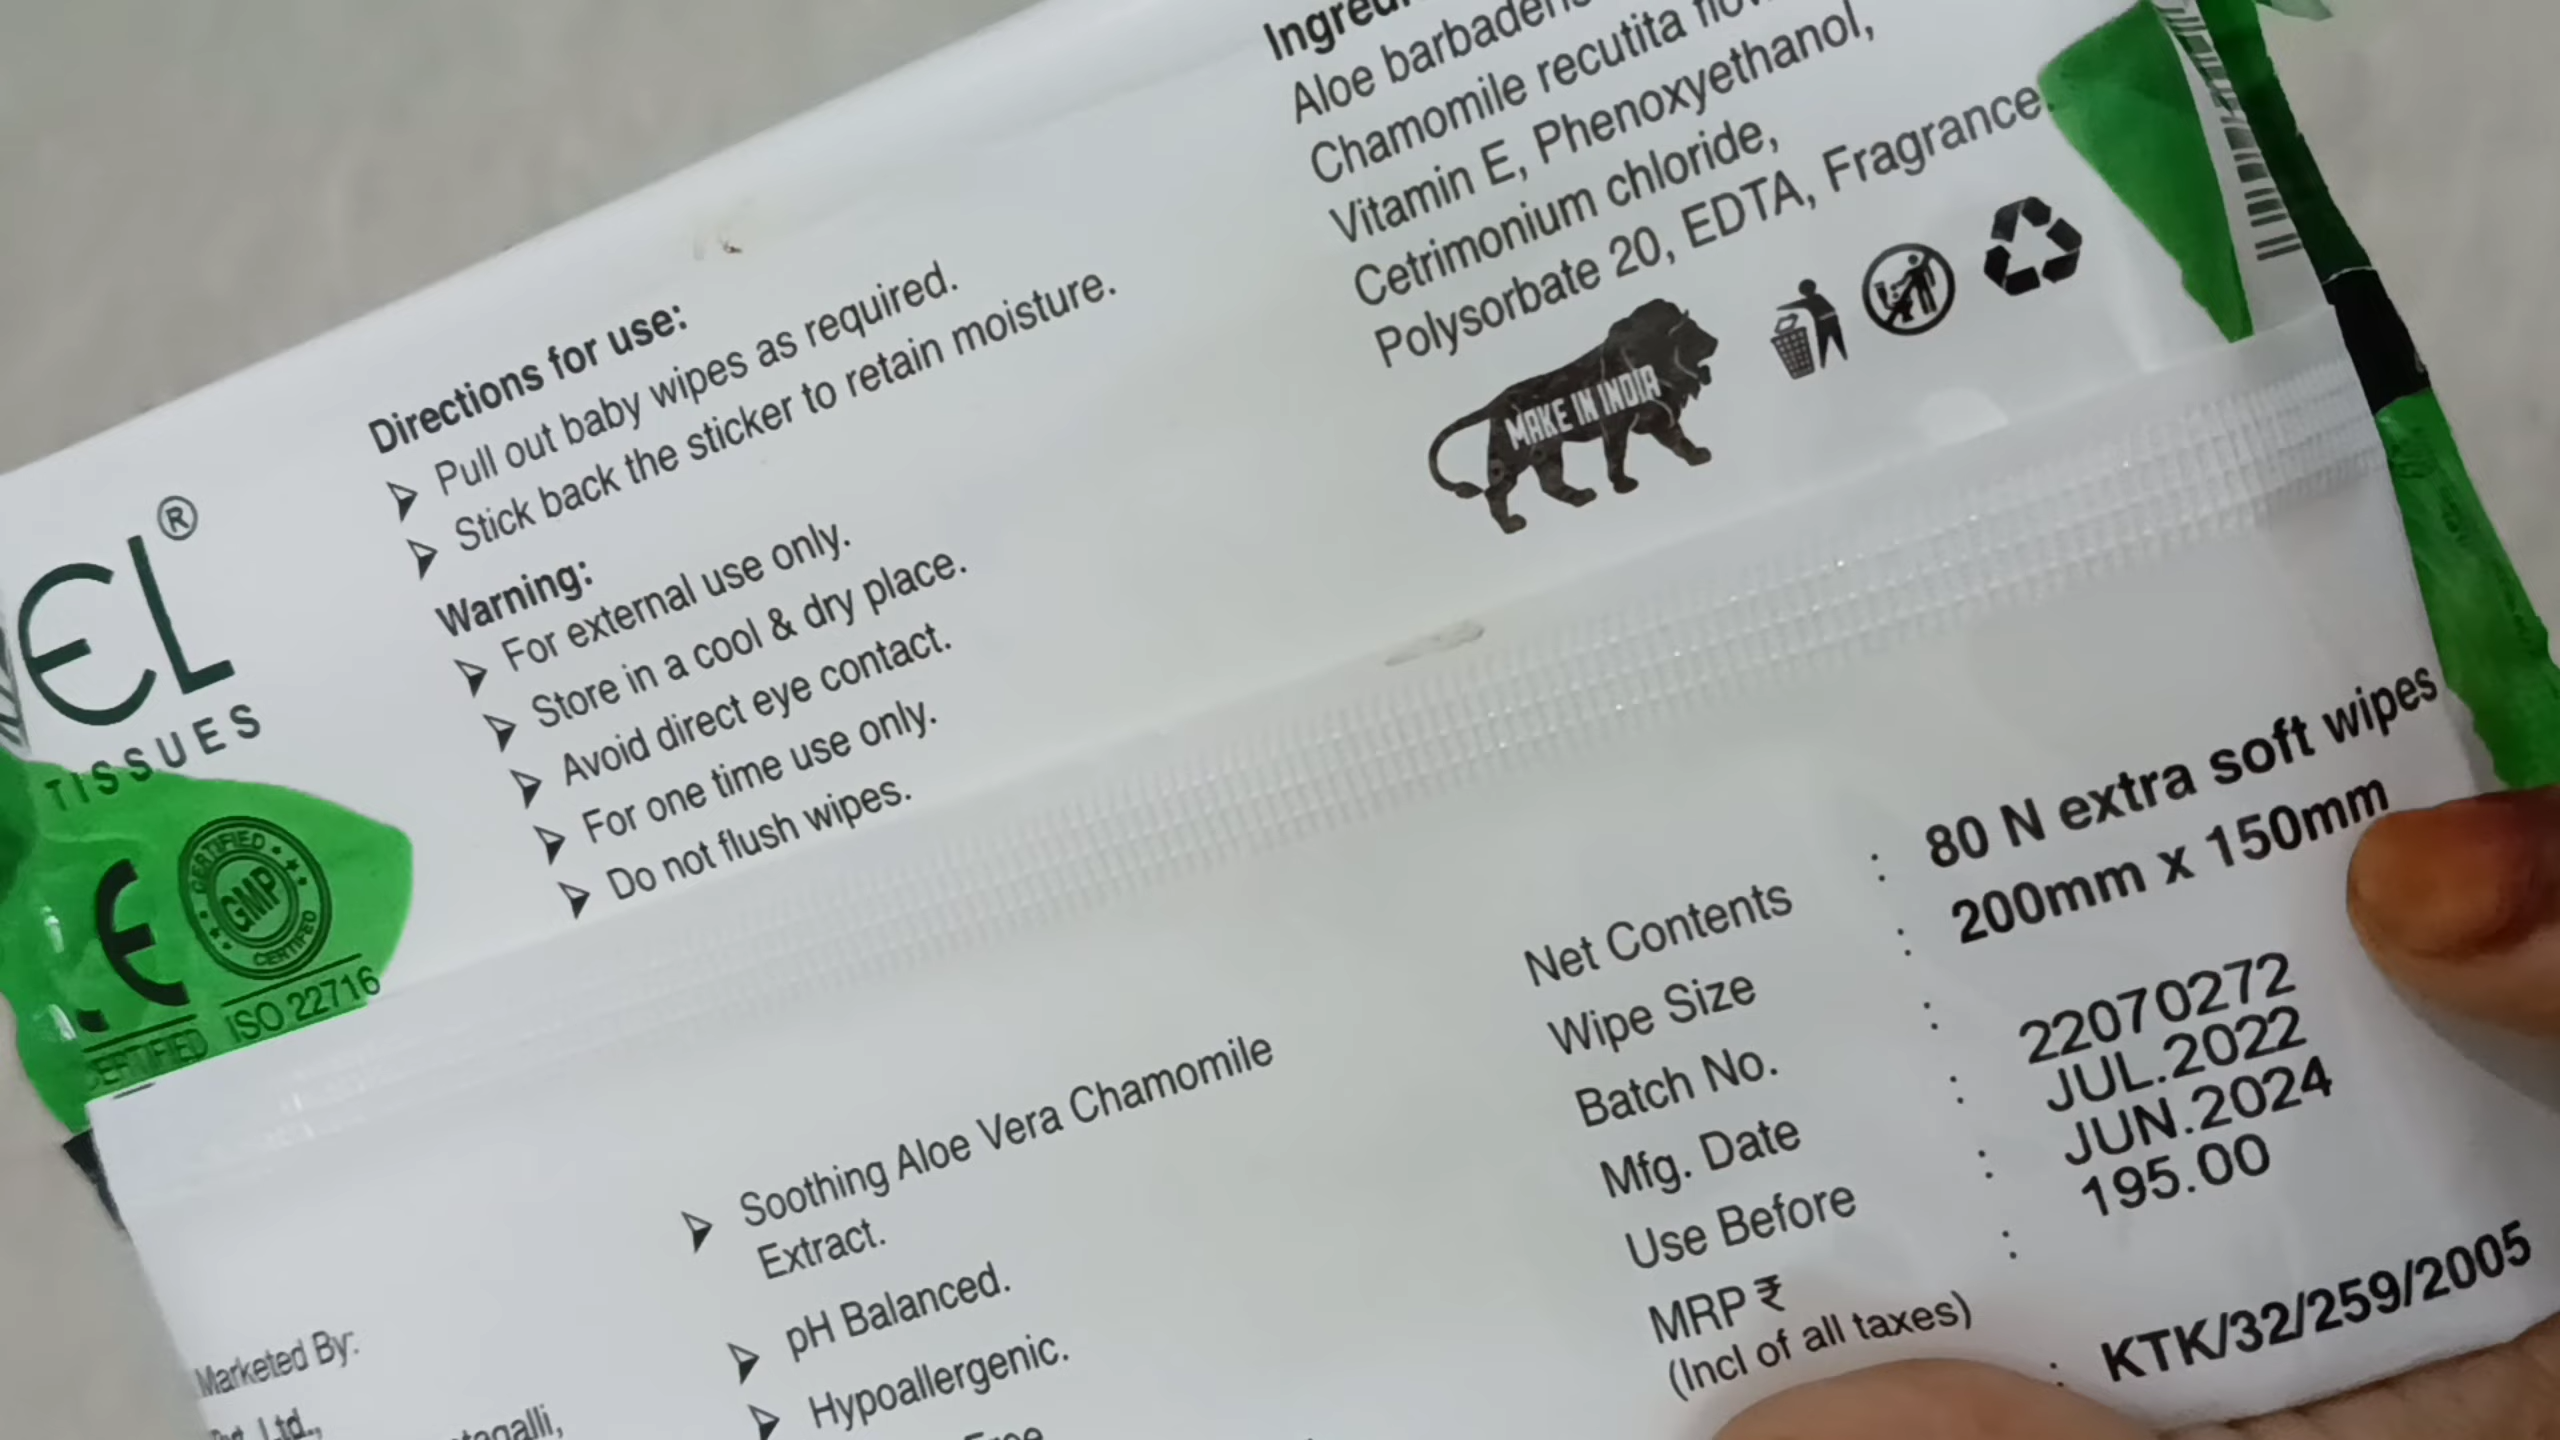 Aloe
Chamomile recutita
Vitamin E, Phenoxyethanol,
Cetrimonium chloride,
Polysorbate 20, EDTA, Fragrance
MAKE IN INDIA
Directions for use:
➢ Pull out baby wipes as required.
➢ Stick back the sticker to retain moisture.
Warning:
➢ For external use only.
➢ Store in a cool & dry place.
➢ Avoid direct eye contact.
➢ For one time use only.
➢ Do not flush wipes.
EL®
TISSUES
CE
CERTIFIED
GMP
CERTIFIED
ISO 22716
Net Contents : 80 N extra soft wipes
Wipe Size : 200mm x 150mm
Batch No. : 22070272
Mfg. Date : JUL.2022
Use Before : JUN.2024
MRP ₹ : 195.00
(Incl of all taxes)
: KTK/32/259/2005
➢ Soothing Aloe Vera Chamomile
Extract.
➢ pH Balanced.
➢ Hypoallergenic.
Marketed By:
Ltd.,